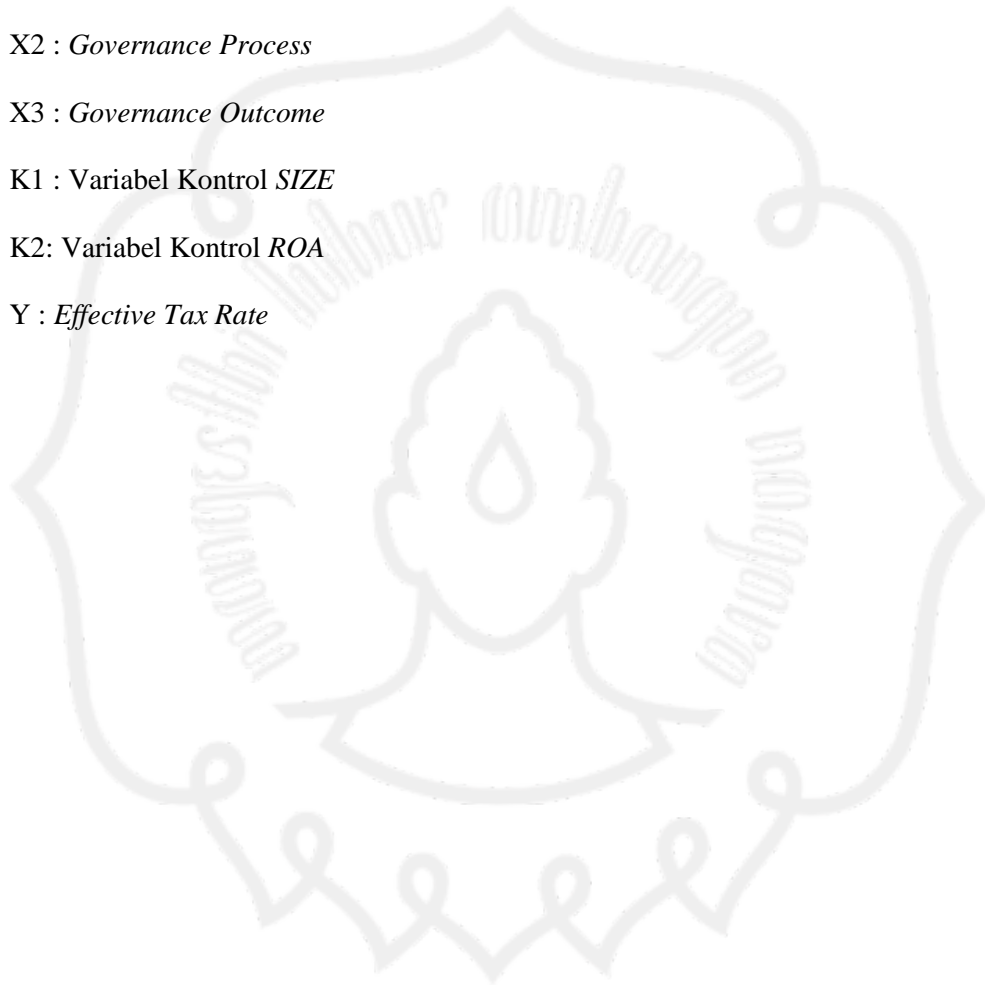 X2 : Governance Process
X3 : Governance Outcome
K1 : Variabel Kontrol SIZE
K2: Variabel Kontrol ROA
Y : Effective Tax Rate